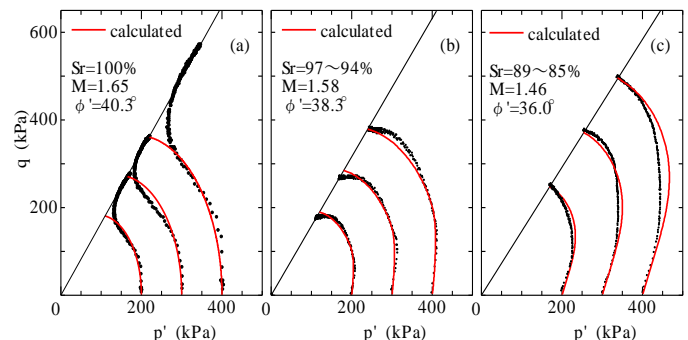 600
400
200
0
q (kPa)
calculated
(a)
Sr=100%
M=1.65
ϕ'=40.3°
200
400
p' (kPa)
calculated
(b)
Sr=97~94%
M=1.58
ϕ'=38.3°
0
200
400
p' (kPa)
calculated
(c)
Sr=89~85%
M=1.46
ϕ'=36.0°
0
200
400
p' (kPa)